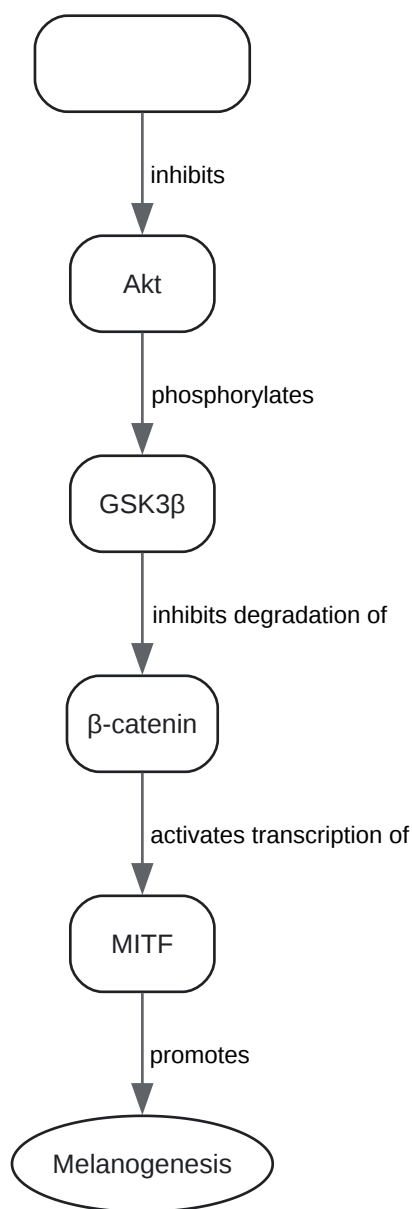 inhibits
Akt
phosphorylates
GSK3β
inhibits degradation of
β-catenin
activates transcription of
MITF
promotes
Melanogenesis